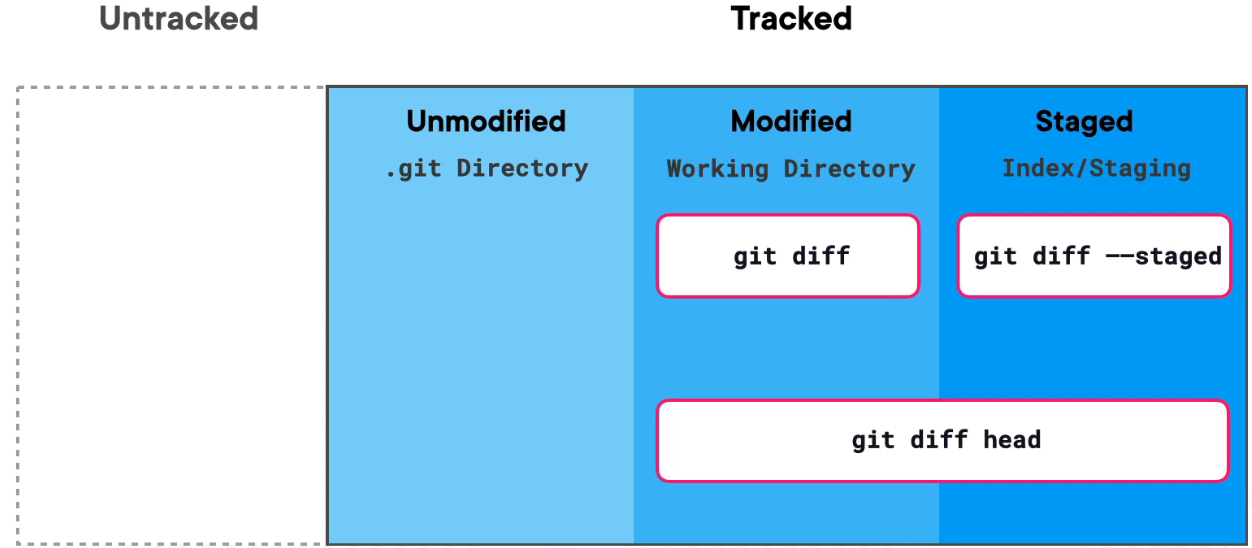 Untracked
Tracked
Unmodified
Modified
Staged
.git Directory
Working Directory
Index/Staging
git diff
git diff --staged
git diff head